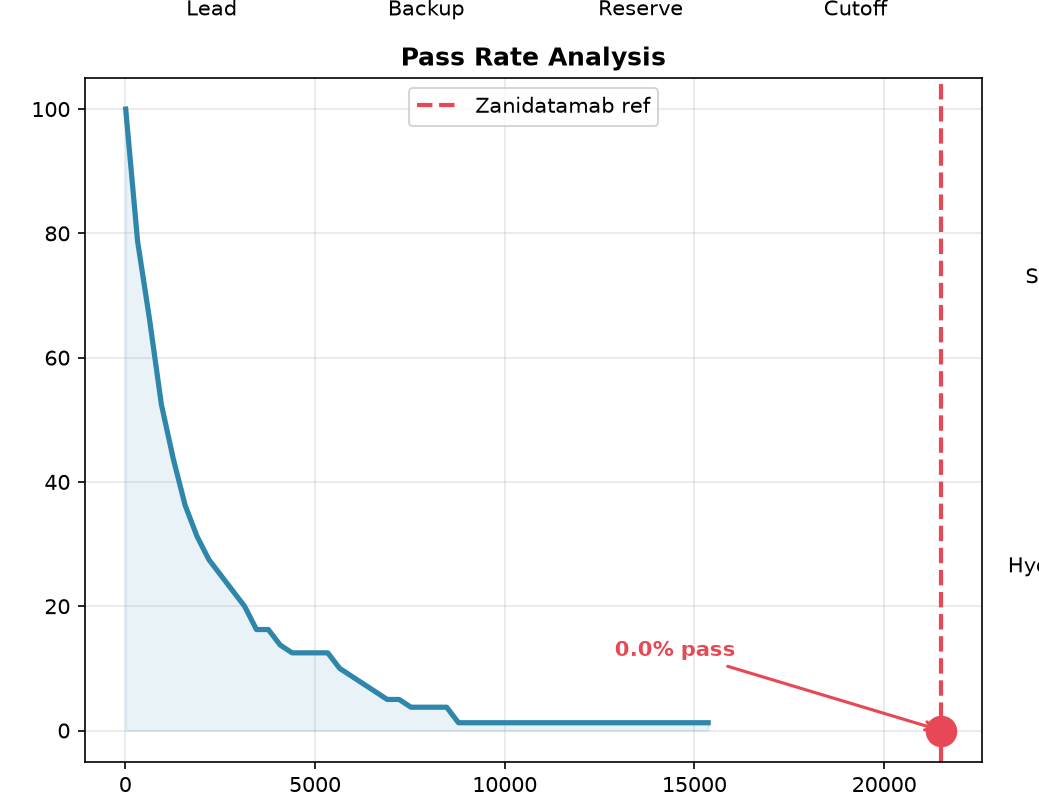 Lead Backup Reserve Cutoff
Pass Rate Analysis
Zanidatamab ref
100
80
S
60
40
Hy
20
0.0% pass
0
0 5000 10000 15000 20000